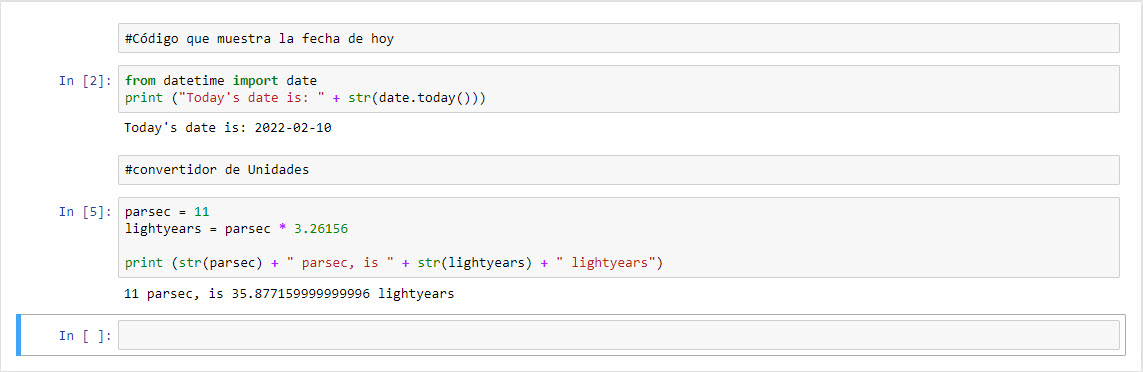 #Código que muestra la fecha de hoy
In [2]: from datetime import date
print ("Today's date is: " + str(date.today()))
Today's date is: 2022-02-10
#convertidor de Unidades
In [5]: parsec = 11
lightyears = parsec * 3.26156
print (str(parsec) + " parsec, is " + str(lightyears) + " lightyears")
11 parsec, is 35.877159999999996 lightyears
In [ ]: